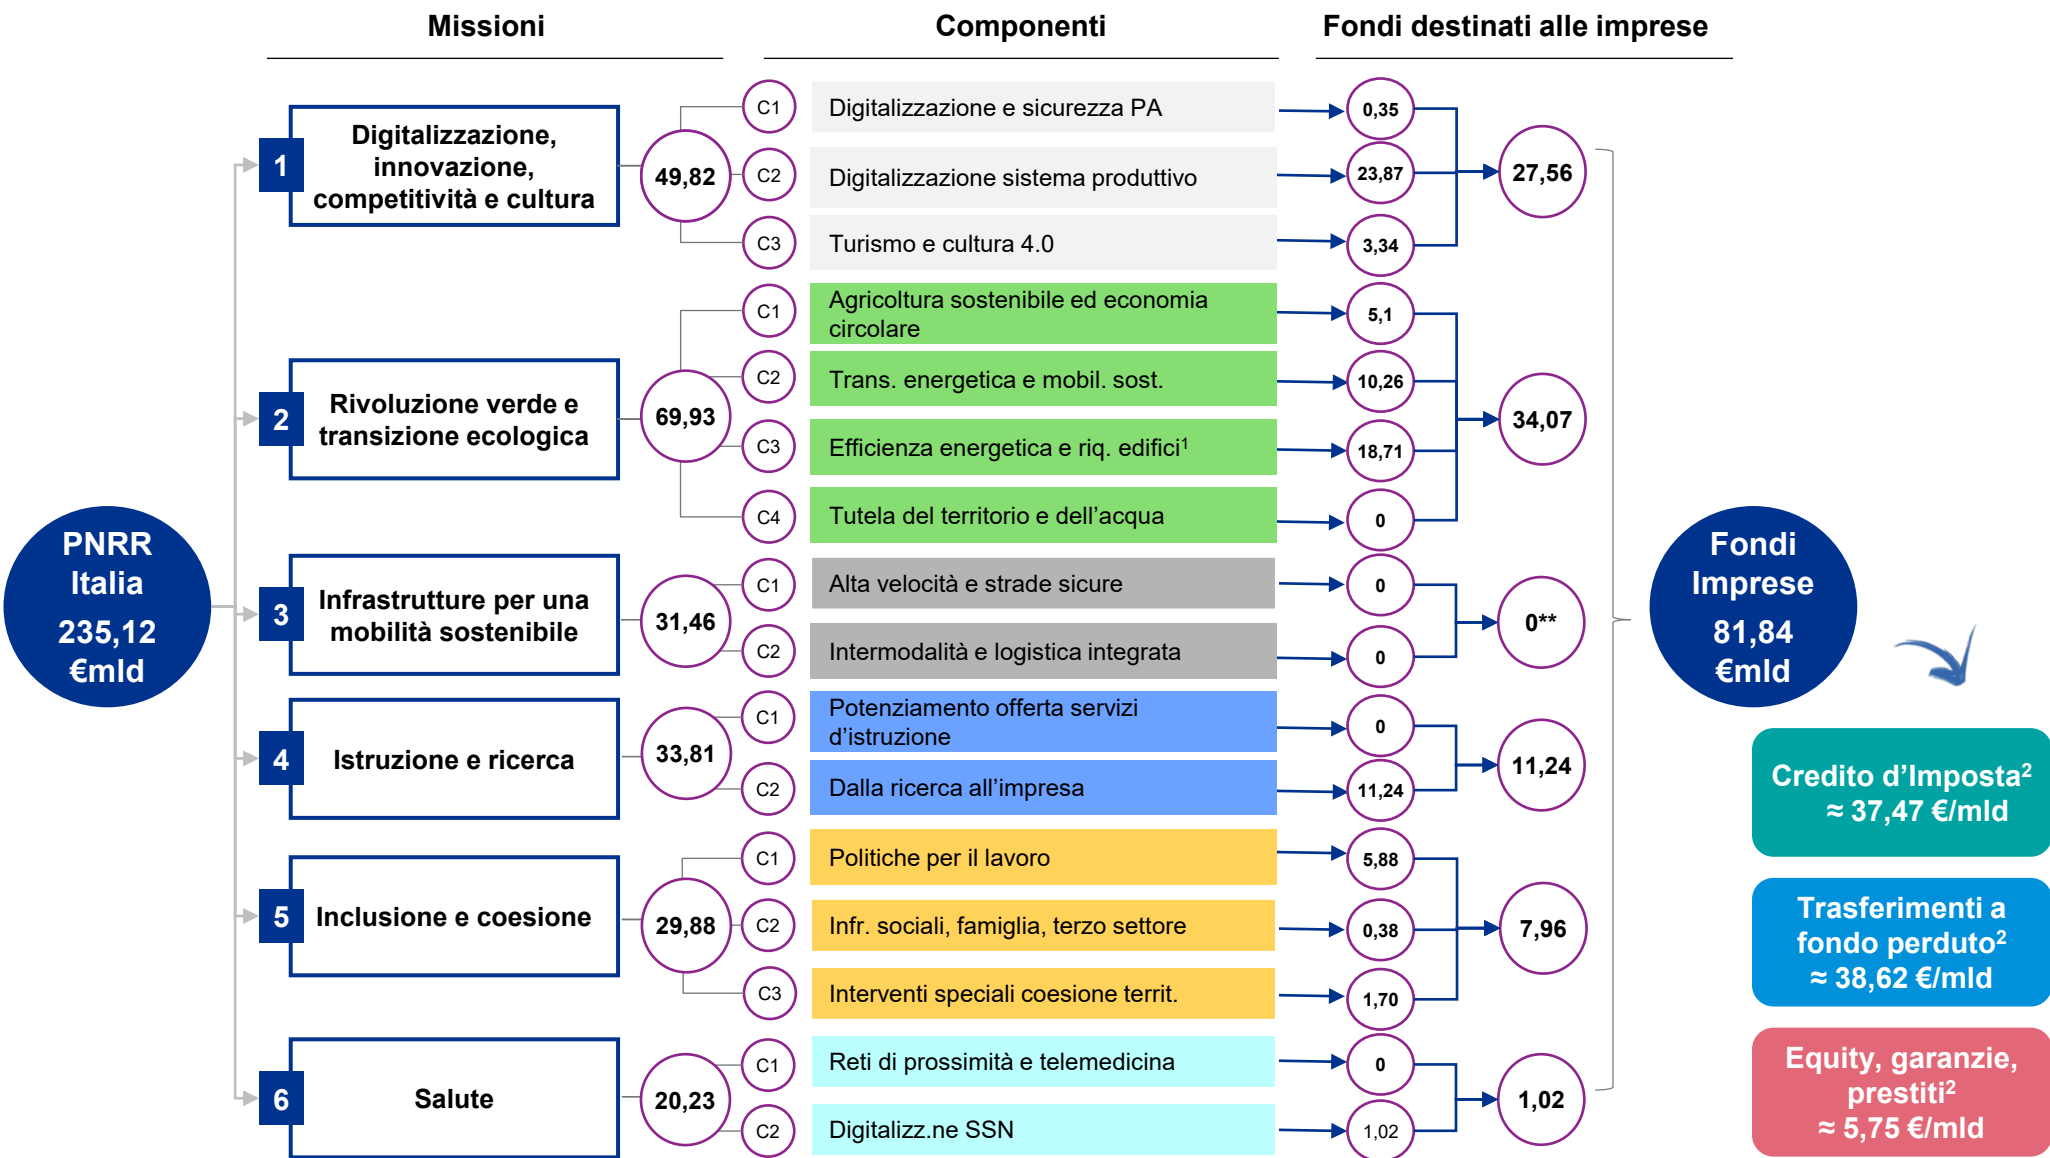 Missioni
Componenti
Fondi destinati alle imprese
PNRR
Italia
235,12
€mld
1
Digitalizzazione,
innovazione,
competitività e cultura
49,82
C1
Digitalizzazione e sicurezza PA
0,35
C2
Digitalizzazione sistema produttivo
23,87
C3
Turismo e cultura 4.0
3,34
27,56
2
Rivoluzione verde e
transizione ecologica
69,93
C1
Agricoltura sostenibile ed economia
circolare
5,1
C2
Trans. energetica e mobil. sost.
10,26
C3
Efficienza energetica e riq. edifici¹
18,71
C4
Tutela del territorio e dell’acqua
0
34,07
3
Infrastrutture per una
mobilità sostenibile
31,46
C1
Alta velocità e strade sicure
0
C2
Intermodalità e logistica integrata
0
0**
4
Istruzione e ricerca
33,81
C1
Potenziamento offerta servizi
d’istruzione
0
C2
Dalla ricerca all’impresa
11,24
11,24
5
Inclusione e coesione
29,88
C1
Politiche per il lavoro
5,88
C2
Infr. sociali, famiglia, terzo settore
0,38
C3
Interventi speciali coesione territ.
1,70
7,96
6
Salute
20,23
C1
Reti di prossimità e telemedicina
0
C2
Digitalizz.ne SSN
1,02
1,02
Fondi
Imprese
81,84
€mld
Credito d’Imposta²
≈ 37,47 €/mld
Trasferimenti a
fondo perduto²
≈ 38,62 €/mld
Equity, garanzie,
prestiti²
≈ 5,75 €/mld